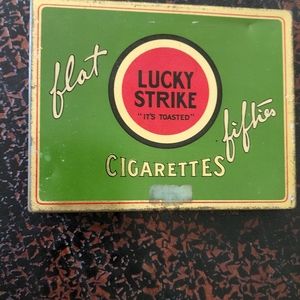 flat
LUCKY
STRIKE
"IT'S TOASTED"
fifties
CIGARETTES